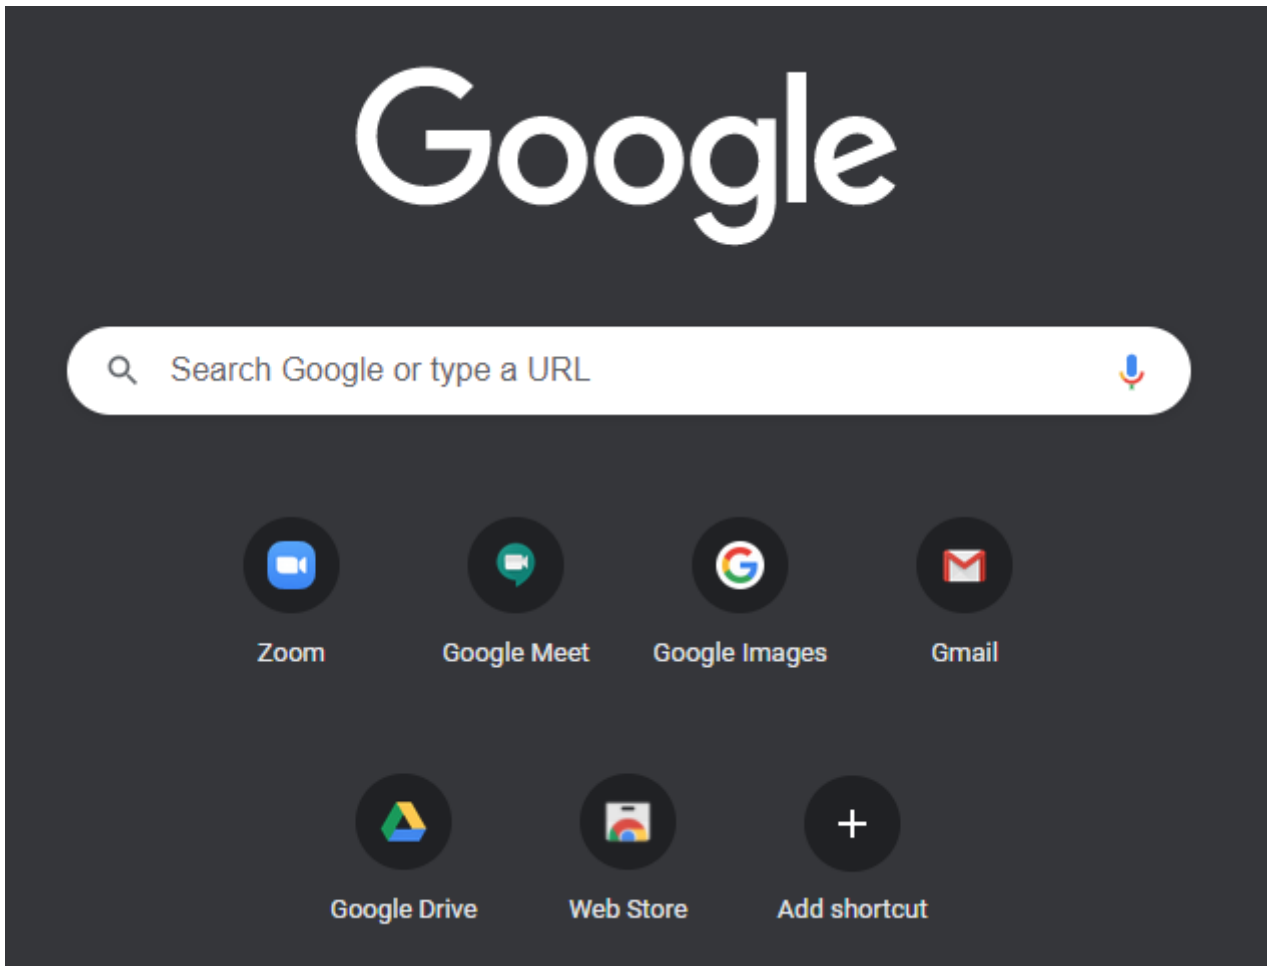 Google
Search Google or type a URL
Zoom
Google Meet
Google Images
Gmail
Google Drive
Web Store
Add shortcut